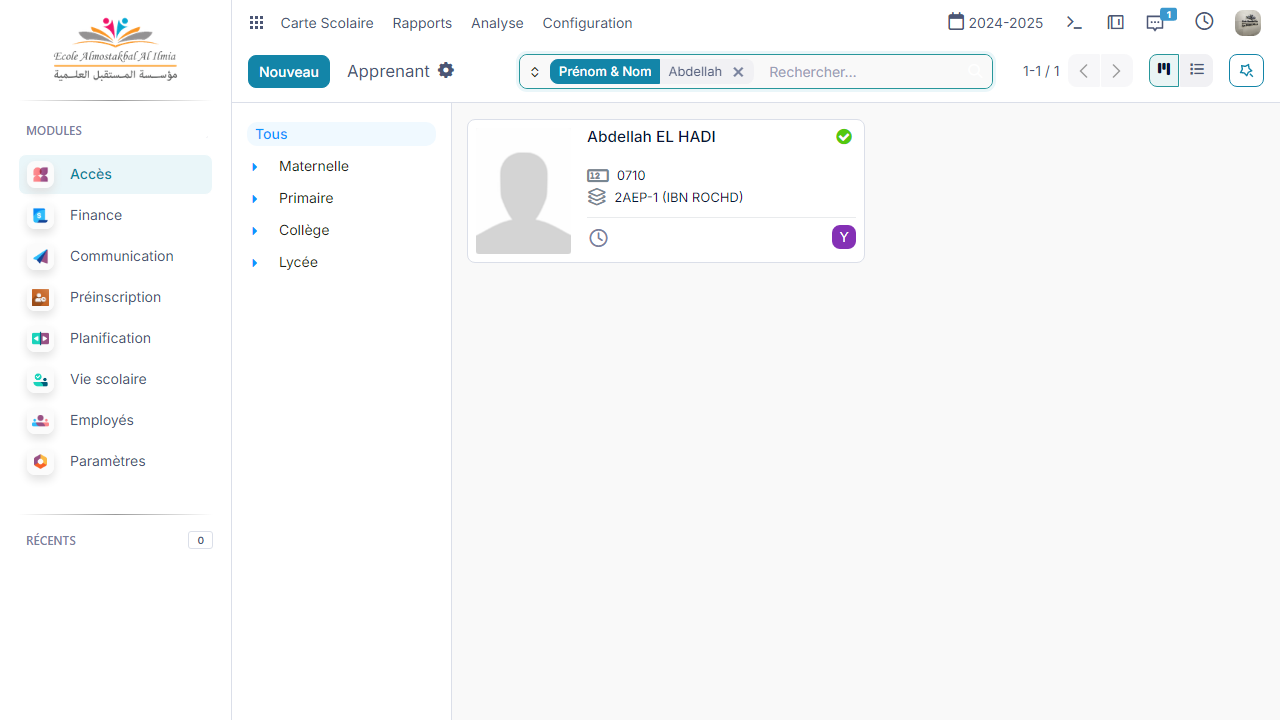 Ecole Almostakbal Al Ilmia
مؤسسة المستقبل العلمية
MODULES
Accès
Finance
Communication
Préinscription
Planification
Vie scolaire
Employés
Paramètres
RÉCENTS
0
Carte Scolaire
Rapports
Analyse
Configuration
2024-2025
1
Nouveau
Apprenant
Prénom & Nom
Abdellah
Rechercher...
1-1 / 1
Tous
Maternelle
Primaire
Collège
Lycée
Abdellah EL HADI
12
0710
2AEP-1 (IBN ROCHD)
Y